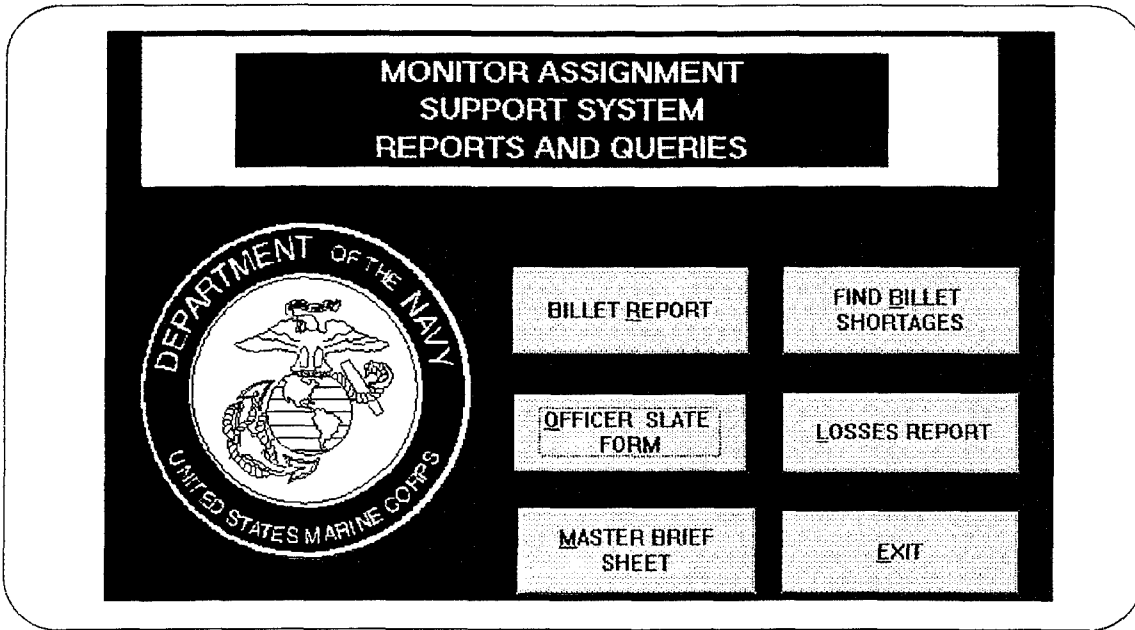 MONITOR ASSIGNMENT
SUPPORT SYSTEM
REPORTS AND QUERIES
DEPARTMENT OF THE NAVY
UNITED STATES MARINE CORPS
BILLET REPORT
FIND BILLET
SHORTAGES
OFFICER SLATE
FORM
LOSSES REPORT
MASTER BRIEF
SHEET
EXIT